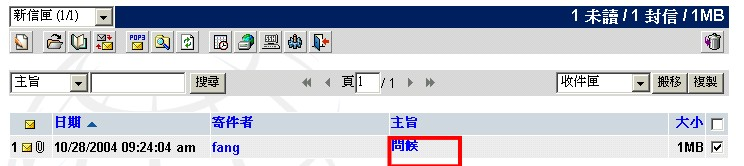 新信匣 (1/1) 1 未讀 / 1 封信 / 1MB
POP3
主旨 搜尋 頁 1 / 1 收件匣 搬移 複製
日期 寄件者 主旨 大小
1 10/28/2004 09:24:04 am fang 問候 1MB